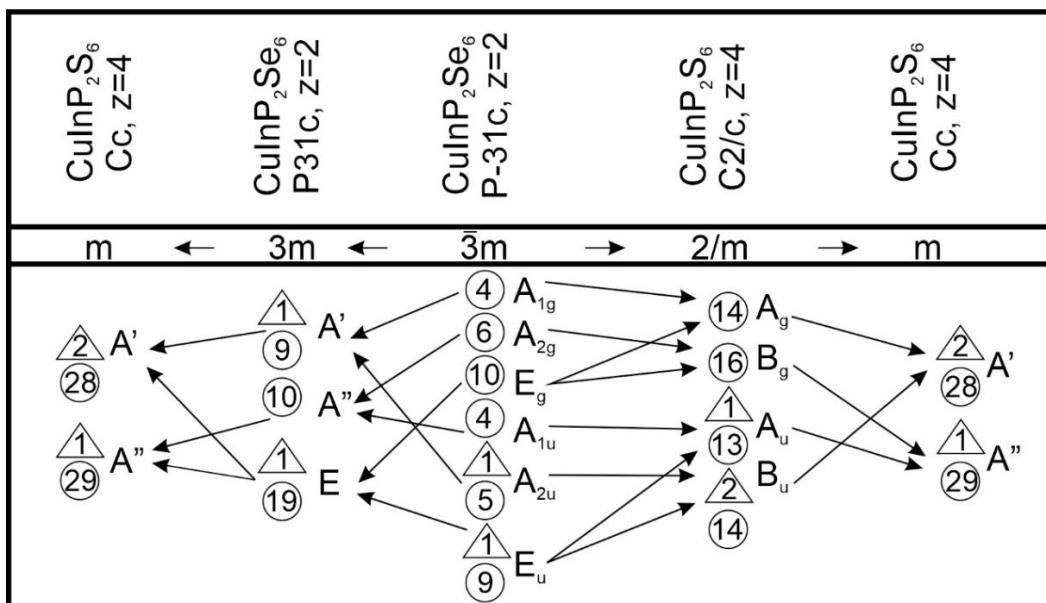 CuInP₂S₆
Cc, z=4
CuInP₂Se₆
P31c, z=2
CuInP₂Se₆
P-31c, z=2
CuInP₂S₆
C2/c, z=4
CuInP₂S₆
Cc, z=4
m ← 3m ← 3̄m → 2/m → m
2 A'
28
1 A''
29
1 A'
9
10 A''
1 E
19
4 A₁g
6 A₂g
10 Eg
4 A₁u
1 A₂u
5
1 Eu
9
14 Ag
16 Bg
1 Au
13
2 Bu
14
2 A'
28
1 A''
29